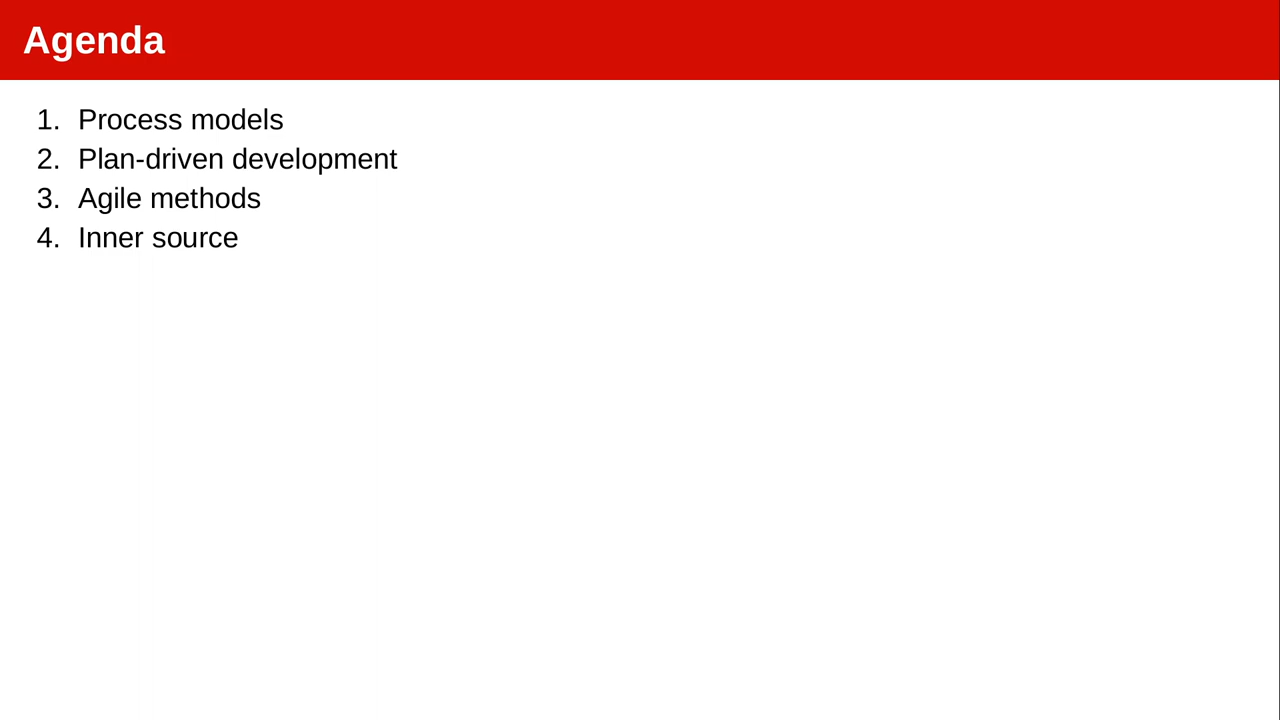 Agenda
1. Process models
2. Plan-driven development
3. Agile methods
4. Inner source